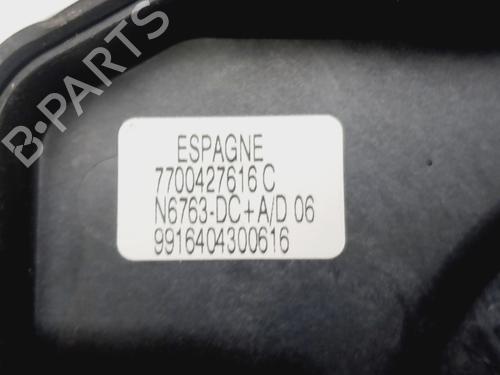 B-PARTS
ESPAGNE
7700427616 C
N6763-DC+A/D 06
9916404300616